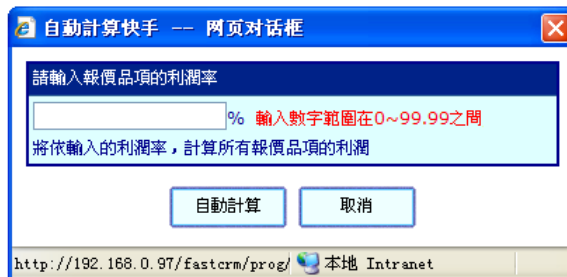 自動計算快手 -- 网页对话框
請輸入報價品項的利潤率
% 輸入數字範圍在0~99.99之間
將依輸入的利潤率，計算所有報價品項的利潤
自動計算 取消
http://192.168.0.97/fastcrm/prog/ 本地 Intranet